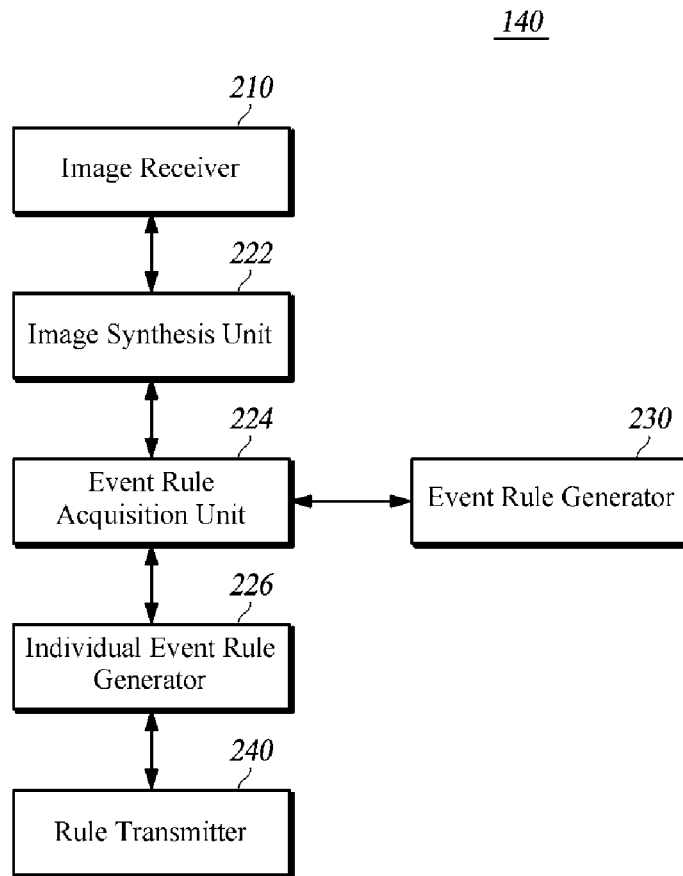 140
210
Image Receiver
222
Image Synthesis Unit
224
Event Rule
Acquisition Unit
230
Event Rule Generator
226
Individual Event Rule
Generator
240
Rule Transmitter